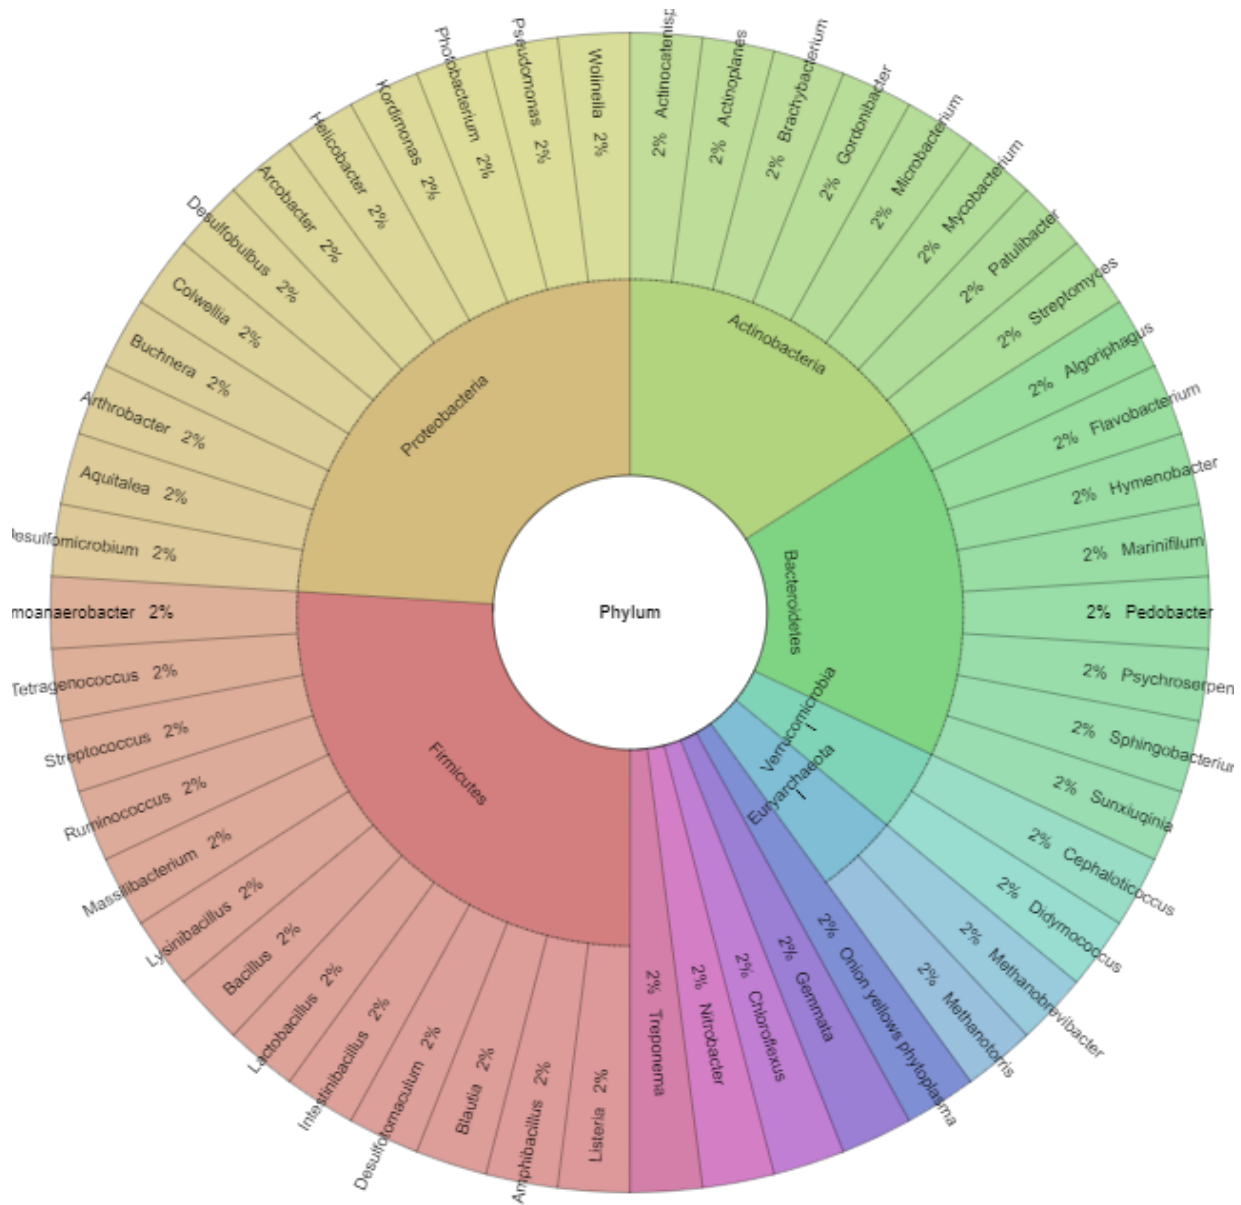 Phylum
Actinobacteria
2% Actinocatenisp
2% Actinoplanes
2% Brachybacterium
2% Gordonibacter
2% Microbacterium
2% Mycobacterium
2% Patulibacter
2% Streptomyces
Bacteroidetes
2% Algoriphagus
2% Flavobacterium
2% Hymenobacter
2% Marinifilum
2% Pedobacter
2% Psychroserpen
2% Sphingobacterium
2% Sunxiuqinia
Verrucomicrobia
2% Cephaloticoccus
2% Didymococcus
Euryarchaeota
2% Methanobrevibacter
2% Methanotorris
2% Onion yellows phytoplasma
2% Gemmata
2% Chloroflexus
2% Nitrobacter
2% Treponema
Firmicutes
Listeria 2%
Amphibacillus 2%
Blautia 2%
Desulfotomaculum 2%
Intestinibacillus 2%
Lactobacillus 2%
Bacillus 2%
Lysinibacillus 2%
Massilibacterium 2%
Ruminococcus 2%
Streptococcus 2%
Tetragenococcus 2%
moanaerobacter 2%
Proteobacteria
esulfomicrobium 2%
Aquitalea 2%
Arthrobacter 2%
Buchnera 2%
Colwellia 2%
Desulfobulbus 2%
Arcobacter 2%
Helicobacter 2%
Kordimonas 2%
Photobacterium 2%
Pseudomonas 2%
Wolinella 2%